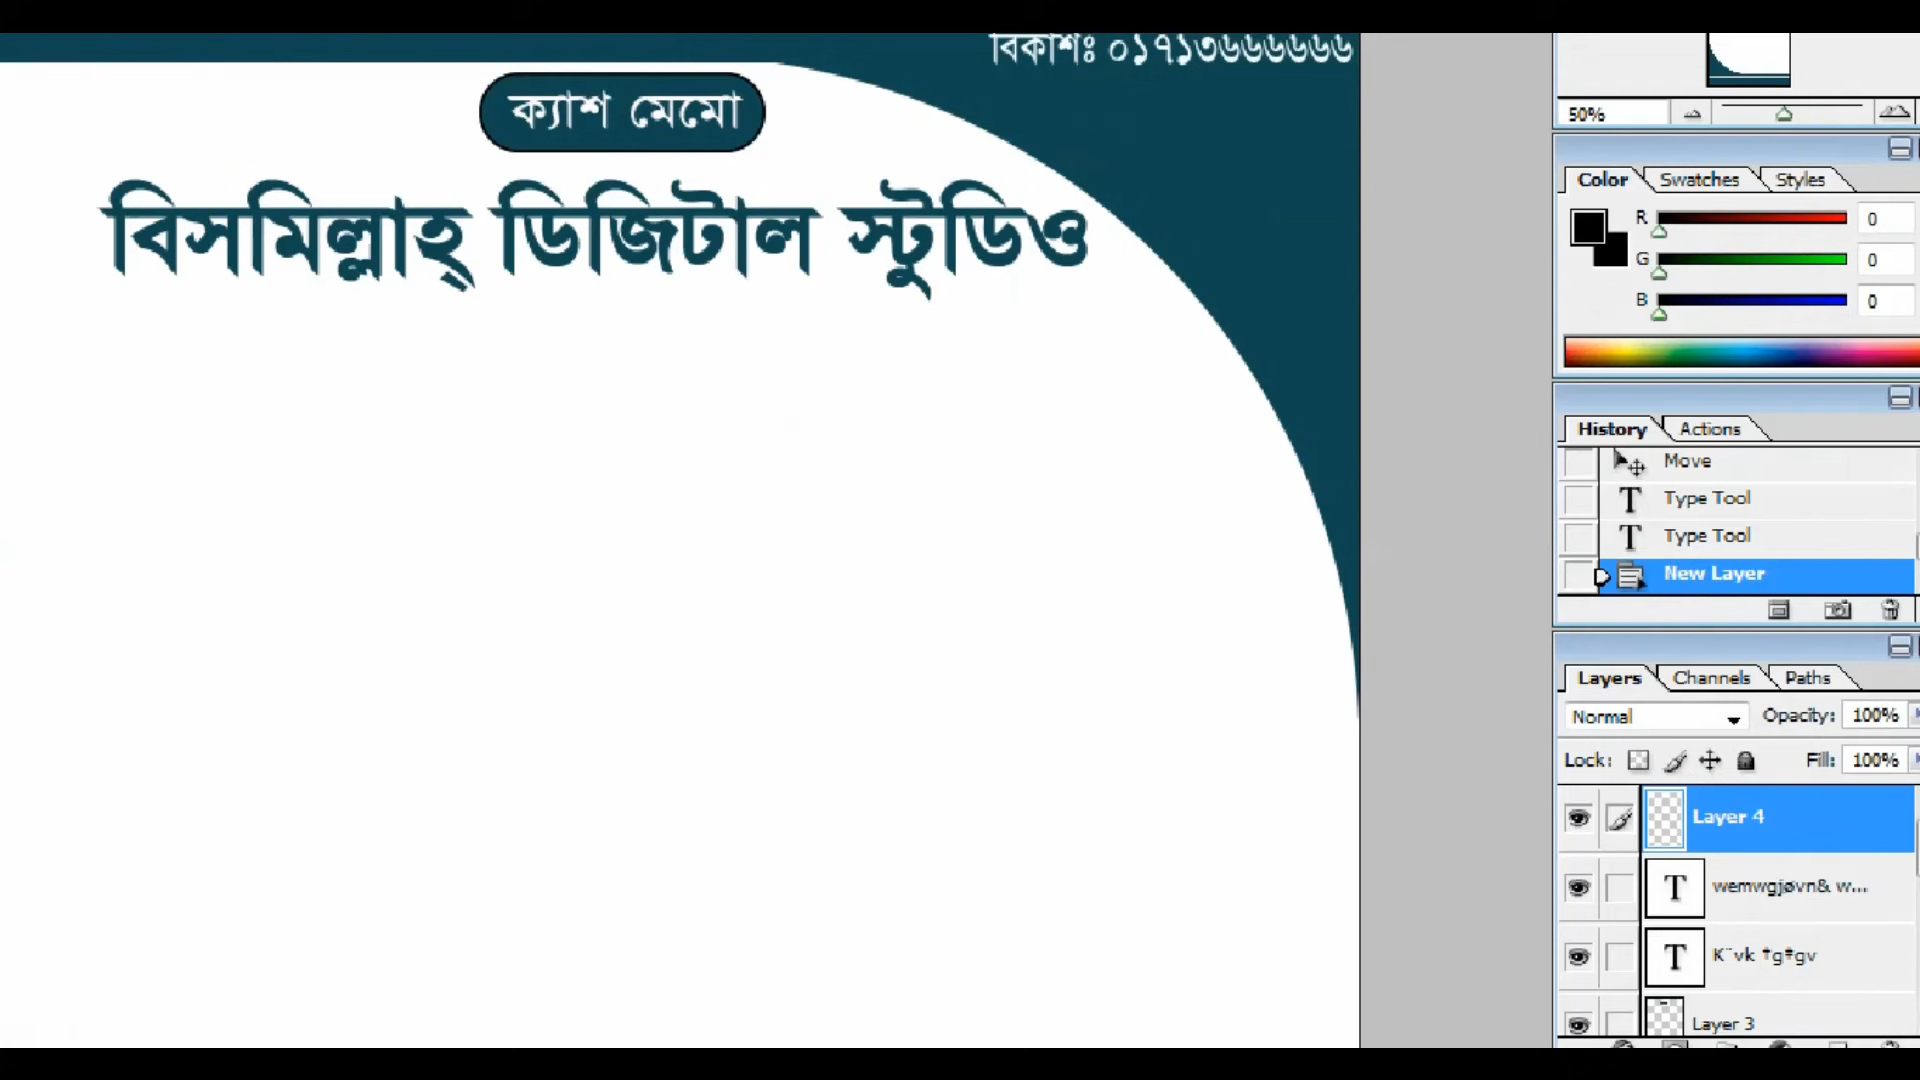 বিকাশঃ ০১৭১৩৬৬৬৬৬৬
ক্যাশ মেমো
বিসমিল্লাহ্ ডিজিটাল স্টুডিও
50%
Color Swatches Styles
R 0
G 0
B 0
History Actions
Move
Type Tool
Type Tool
New Layer
Layers Channels Paths
Normal Opacity: 100%
Lock: Fill: 100%
Layer 4
T wemwgjøvn& w...
T K¨vk †g‡gv
Layer 3